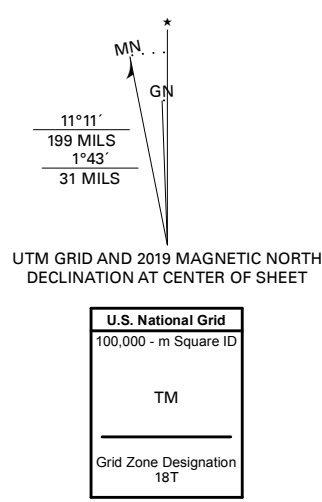 MN
GN
11°11´
199 MILS
1°43´
31 MILS
UTM GRID AND 2019 MAGNETIC NORTH
DECLINATION AT CENTER OF SHEET
U.S. National Grid
100,000 - m Square ID
TM
Grid Zone Designation
18T